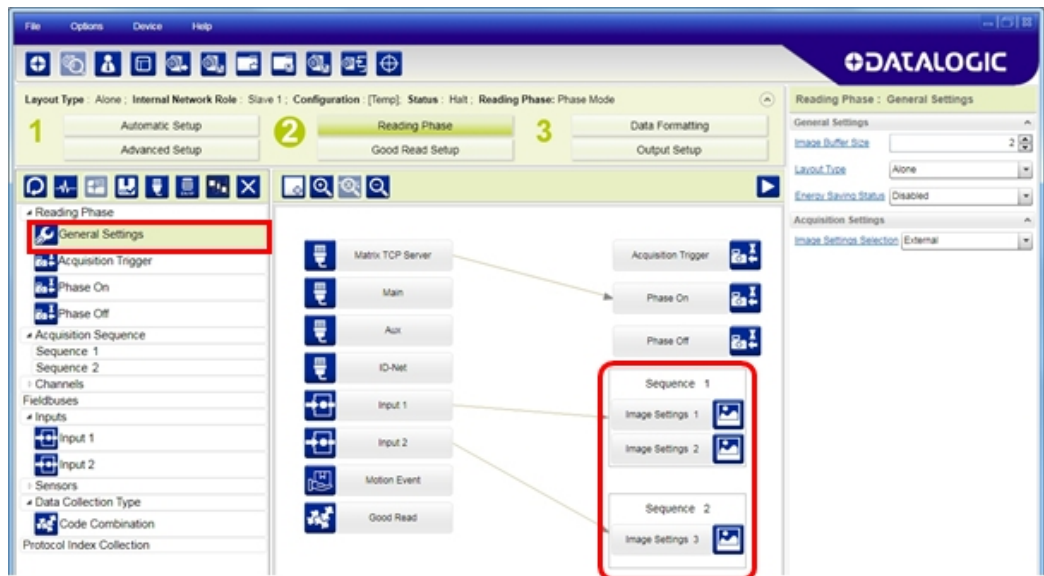 File Options Device Help
DATALOGIC
Layout Type : Alone ; Internal Network Role : Slave 1 ; Configuration : [Temp]; Status : Halt ; Reading Phase: Phase Mode
1 Automatic Setup
Advanced Setup
2 Reading Phase
Good Read Setup
3 Data Formatting
Output Setup
Reading Phase
General Settings
Acquisition Trigger
Phase On
Phase Off
Acquisition Sequence
Sequence 1
Sequence 2
Channels
Fieldbuses
Inputs
Input 1
Input 2
Sensors
Data Collection Type
Code Combination
Protocol Index Collection
Matrix TCP Server
Main
Aux
ID-Net
Input 1
Input 2
Motion Event
Good Read
Acquisition Trigger
Phase On
Phase Off
Sequence 1
Image Settings 1
Image Settings 2
Sequence 2
Image Settings 3
Reading Phase : General Settings
General Settings
Image Buffer Size 2
Layout Type Alone
Energy Saving Status Disabled
Acquisition Settings
Image Settings Selection External